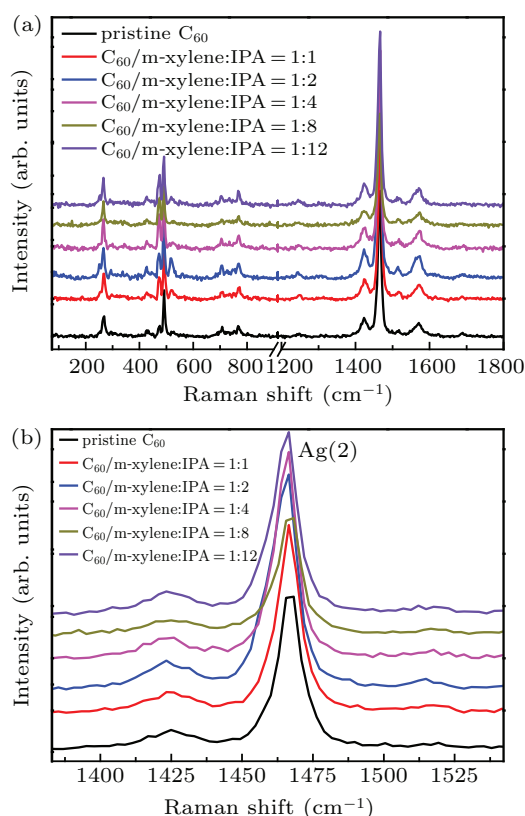 (a)
pristine C₆₀
C₆₀/m-xylene:IPA = 1:1
C₆₀/m-xylene:IPA = 1:2
C₆₀/m-xylene:IPA = 1:4
C₆₀/m-xylene:IPA = 1:8
C₆₀/m-xylene:IPA = 1:12
Intensity (arb. units)
200 400 600 800 1200 1400 1600 1800
Raman shift (cm⁻¹)
(b)
pristine C₆₀
Ag(2)
C₆₀/m-xylene:IPA = 1:1
C₆₀/m-xylene:IPA = 1:2
C₆₀/m-xylene:IPA = 1:4
C₆₀/m-xylene:IPA = 1:8
C₆₀/m-xylene:IPA = 1:12
Intensity (arb. units)
1400 1425 1450 1475 1500 1525
Raman shift (cm⁻¹)